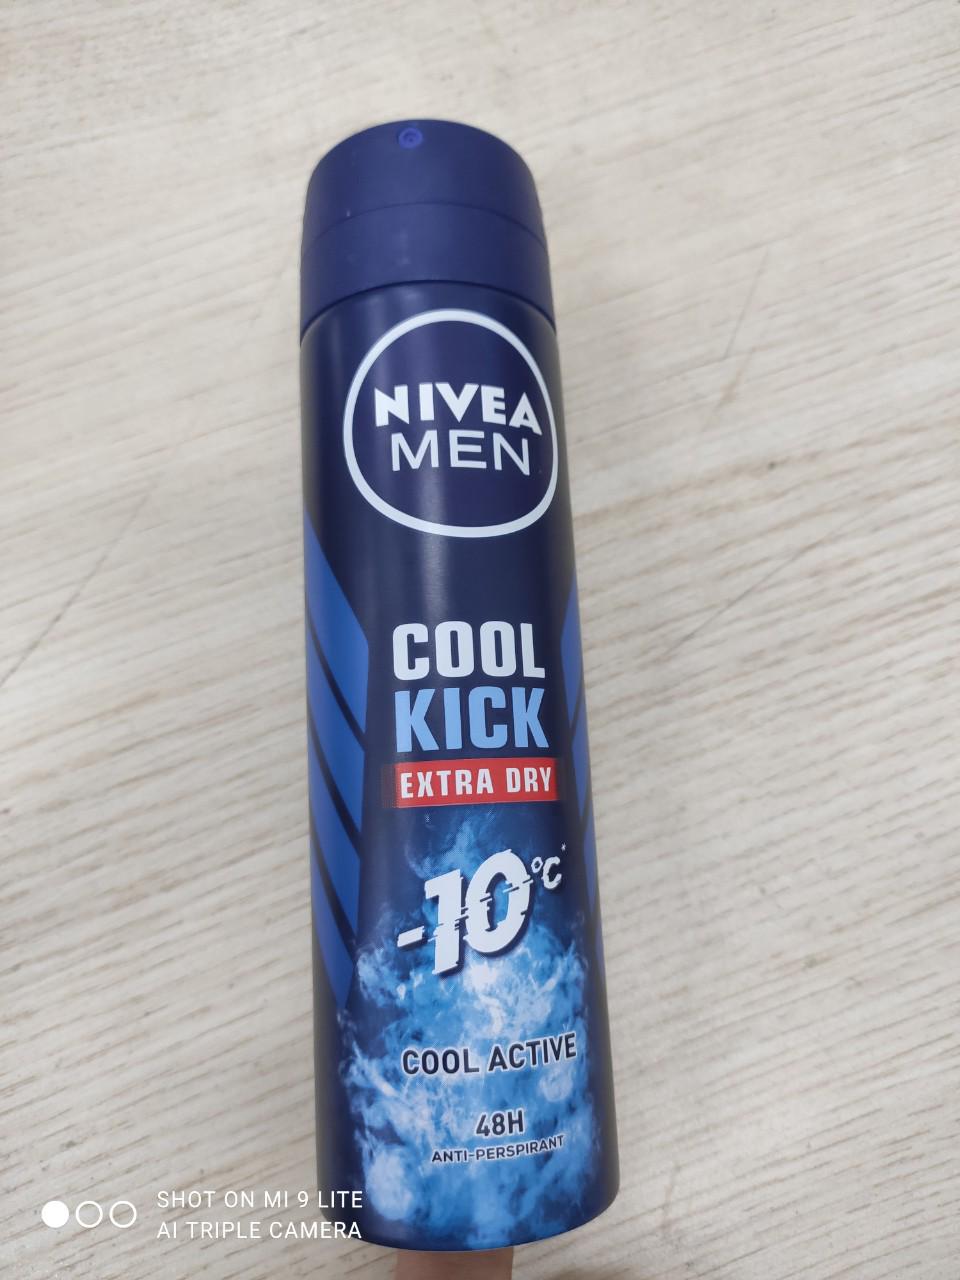 NIVEA
MEN
COOL
KICK
EXTRA DRY
-10°C*
COOL ACTIVE
48H
ANTI-PERSPIRANT
SHOT ON MI 9 LITE
AI TRIPLE CAMERA